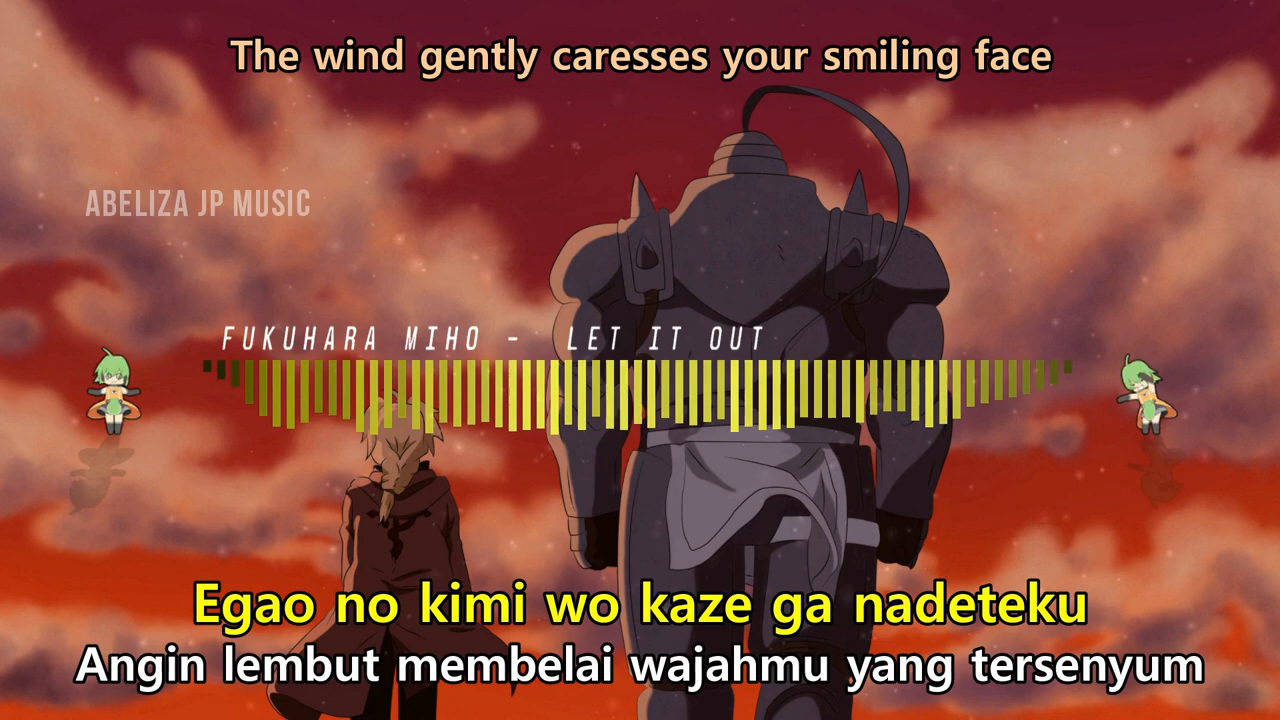 The wind gently caresses your smiling face
ABELIZA JP MUSIC
FUKUHARA MIHO - LET IT OUT
Egao no kimi wo kaze ga nadeteku
Angin lembut membelai wajahmu yang tersenyum